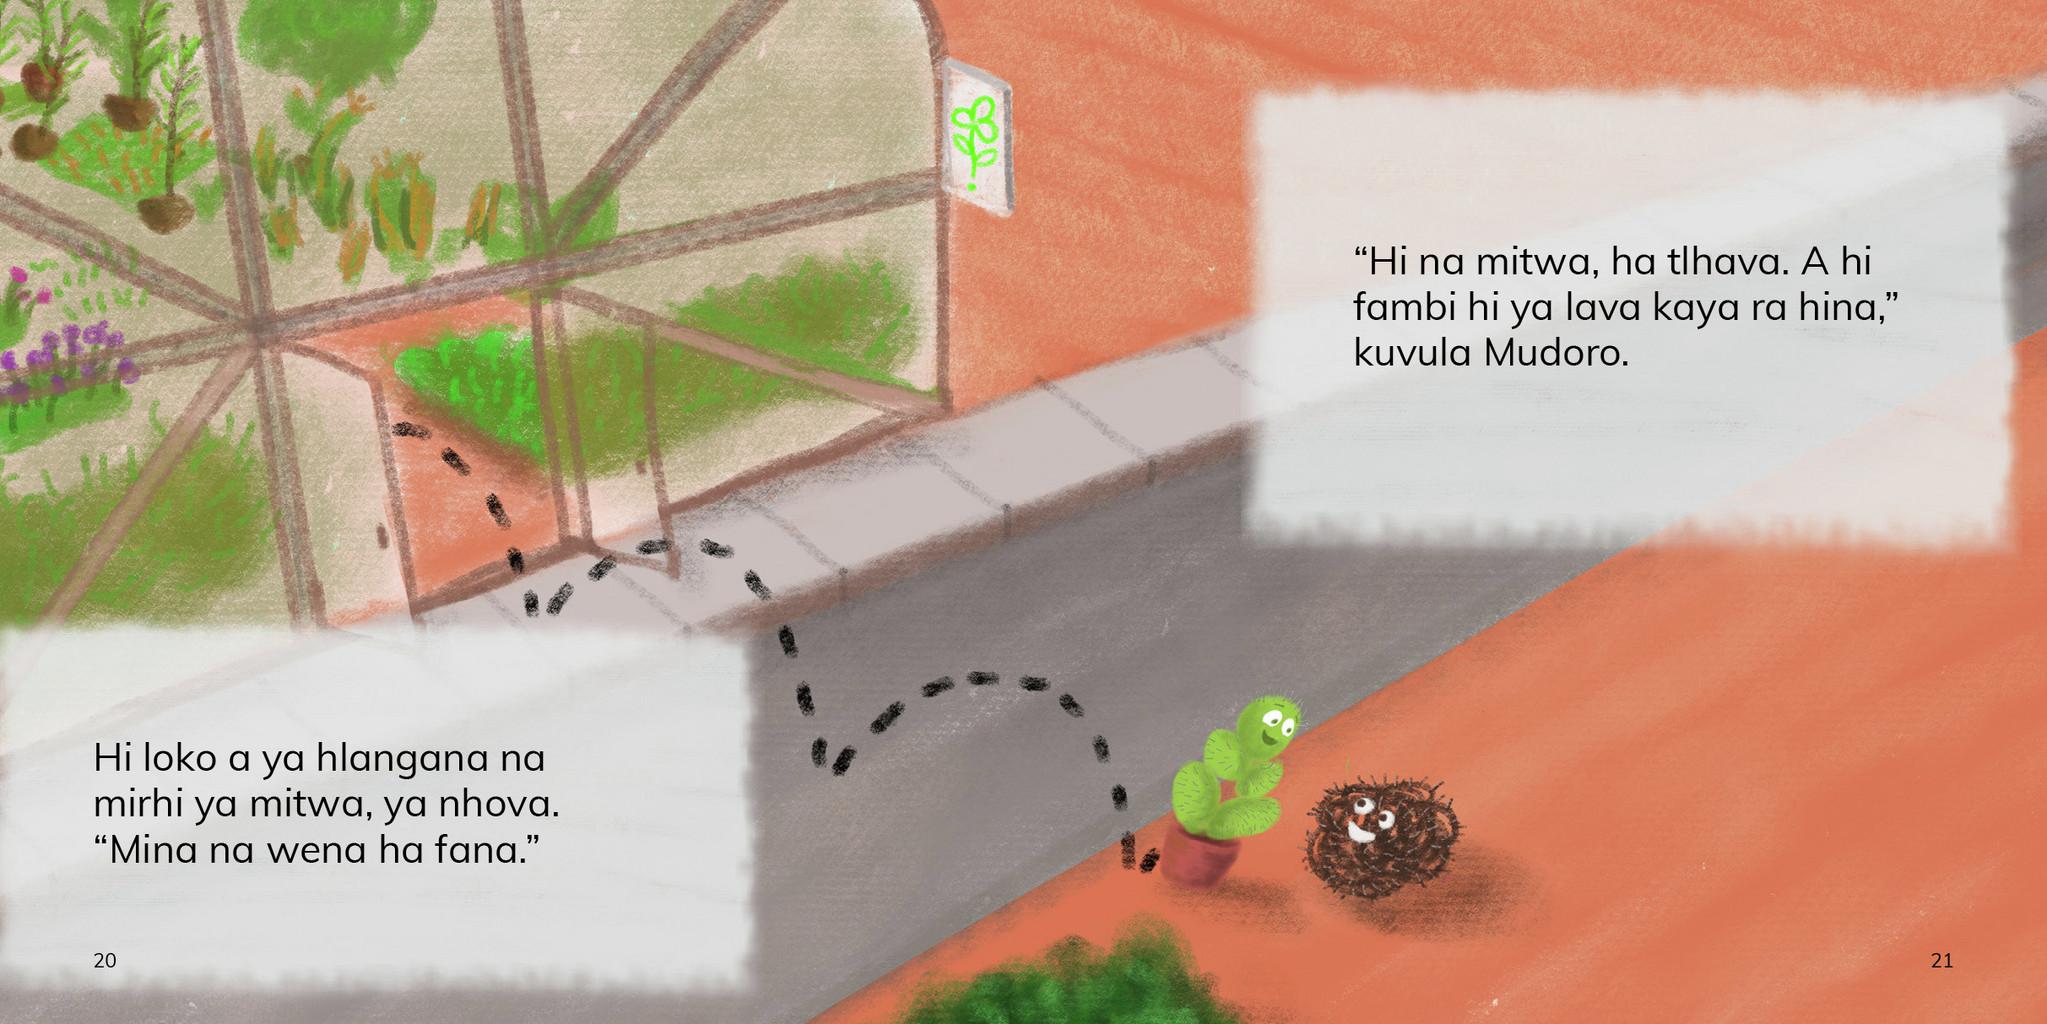 Hi loko a ya hlangana na
mirhi ya mitwa, ya nhova.
“Mina na wena ha fana.”
20
“Hi na mitwa, ha tlhava. A hi
fambi hi ya lava kaya ra hina,”
kuvula Mudoro.
21